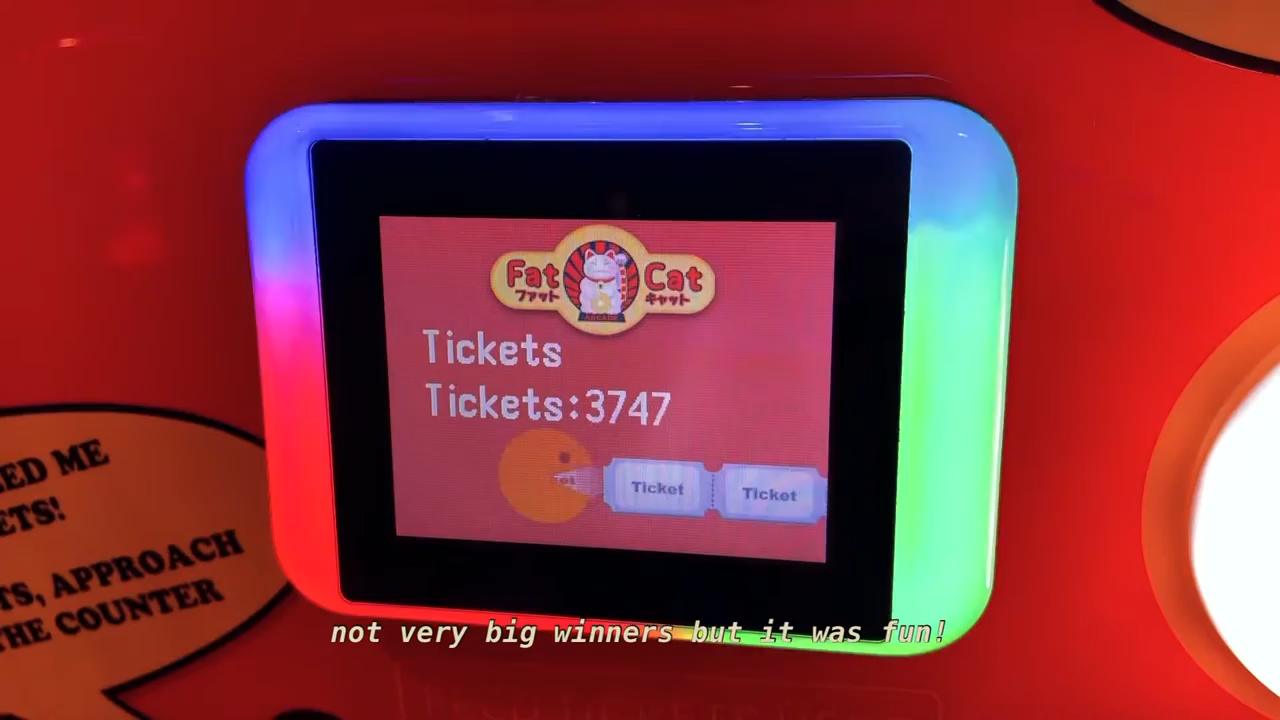 Fat Cat
ファット キャット
ARCADE
Tickets
Tickets:3747
Ticket Ticket
ED ME
ETS!
TS, APPROACH
THE COUNTER
not very big winners but it was fun!